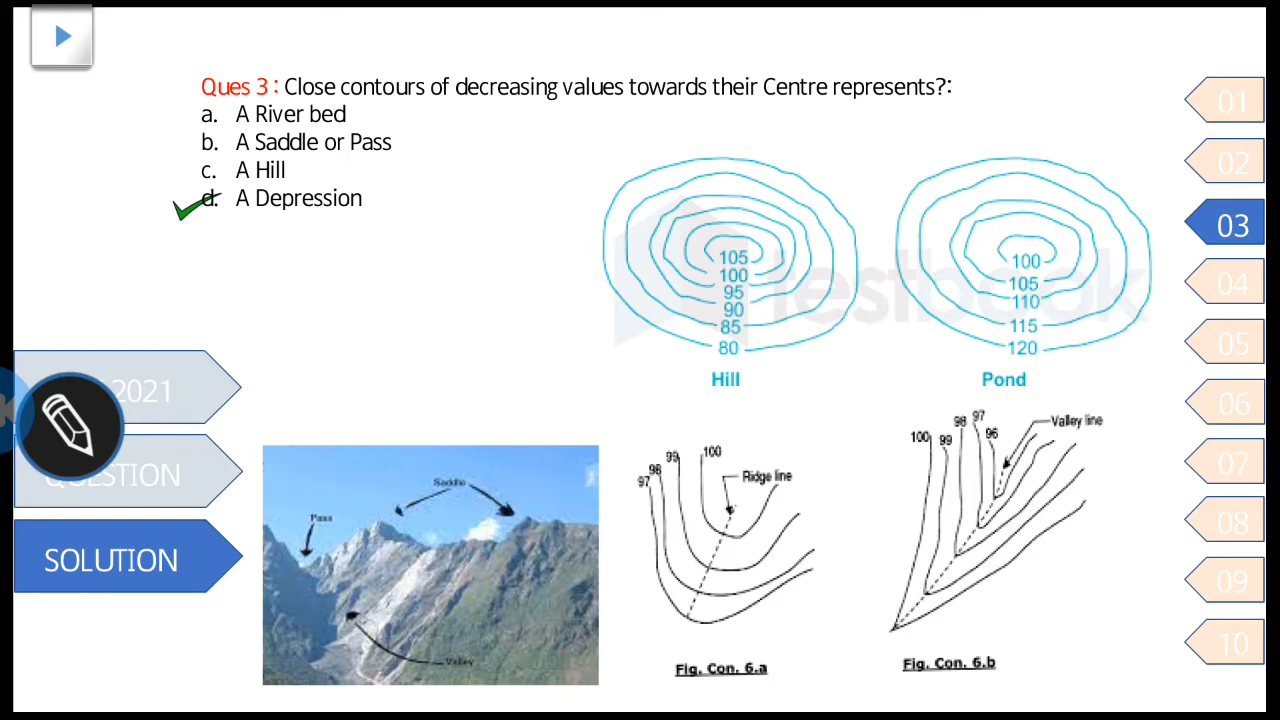 Ques 3 : Close contours of decreasing values towards their Centre represents?:
a. A River bed
b. A Saddle or Pass
c. A Hill
d. A Depression
01
02
03
04
05
06
07
08
09
10
2021
QUESTION
SOLUTION
testbook
105
100
95
90
85
80
Hill
100
105
110
115
120
Pond
Saddle
Pass
Valley
97
98
99
100
Ridge line
Fig. Con. 6.a
100
99
98
97
96
Valley line
Fig. Con. 6.b